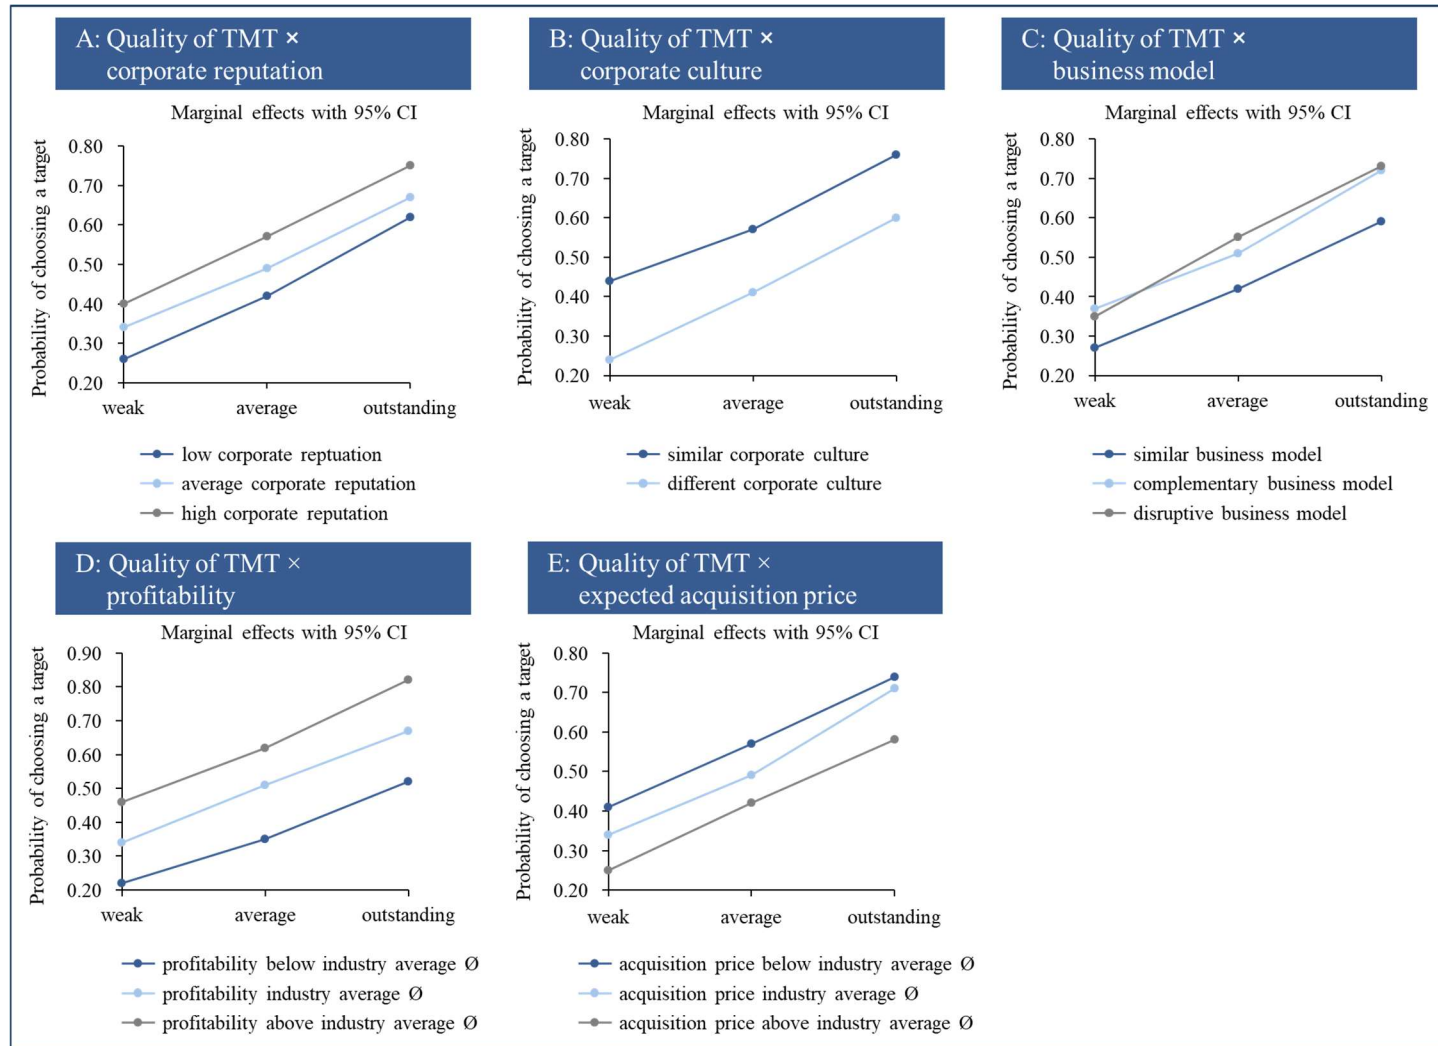 A: Quality of TMT ×
corporate reputation
Marginal effects with 95% CI
Probability of choosing a target
0.80
0.70
0.60
0.50
0.40
0.30
0.20
weak average outstanding
low corporate reptuation
average corporate reputation
high corporate reputation
B: Quality of TMT ×
corporate culture
Marginal effects with 95% CI
Probability of choosing a target
0.80
0.70
0.60
0.50
0.40
0.30
0.20
weak average outstanding
similar corporate culture
different corporate culture
C: Quality of TMT ×
business model
Marginal effects with 95% CI
Probability of choosing a target
0.80
0.70
0.60
0.50
0.40
0.30
0.20
weak average outstanding
similar business model
complementary business model
disruptive business model
D: Quality of TMT ×
profitability
Marginal effects with 95% CI
Probability of choosing a target
0.90
0.80
0.70
0.60
0.50
0.40
0.30
0.20
weak average outstanding
profitability below industry average Ø
profitability industry average Ø
profitability above industry average Ø
E: Quality of TMT ×
expected acquisition price
Marginal effects with 95% CI
Probability of choosing a target
0.80
0.70
0.60
0.50
0.40
0.30
0.20
weak average outstanding
acquisition price below industry average Ø
acquisition price industry average Ø
acquisition price above industry average Ø